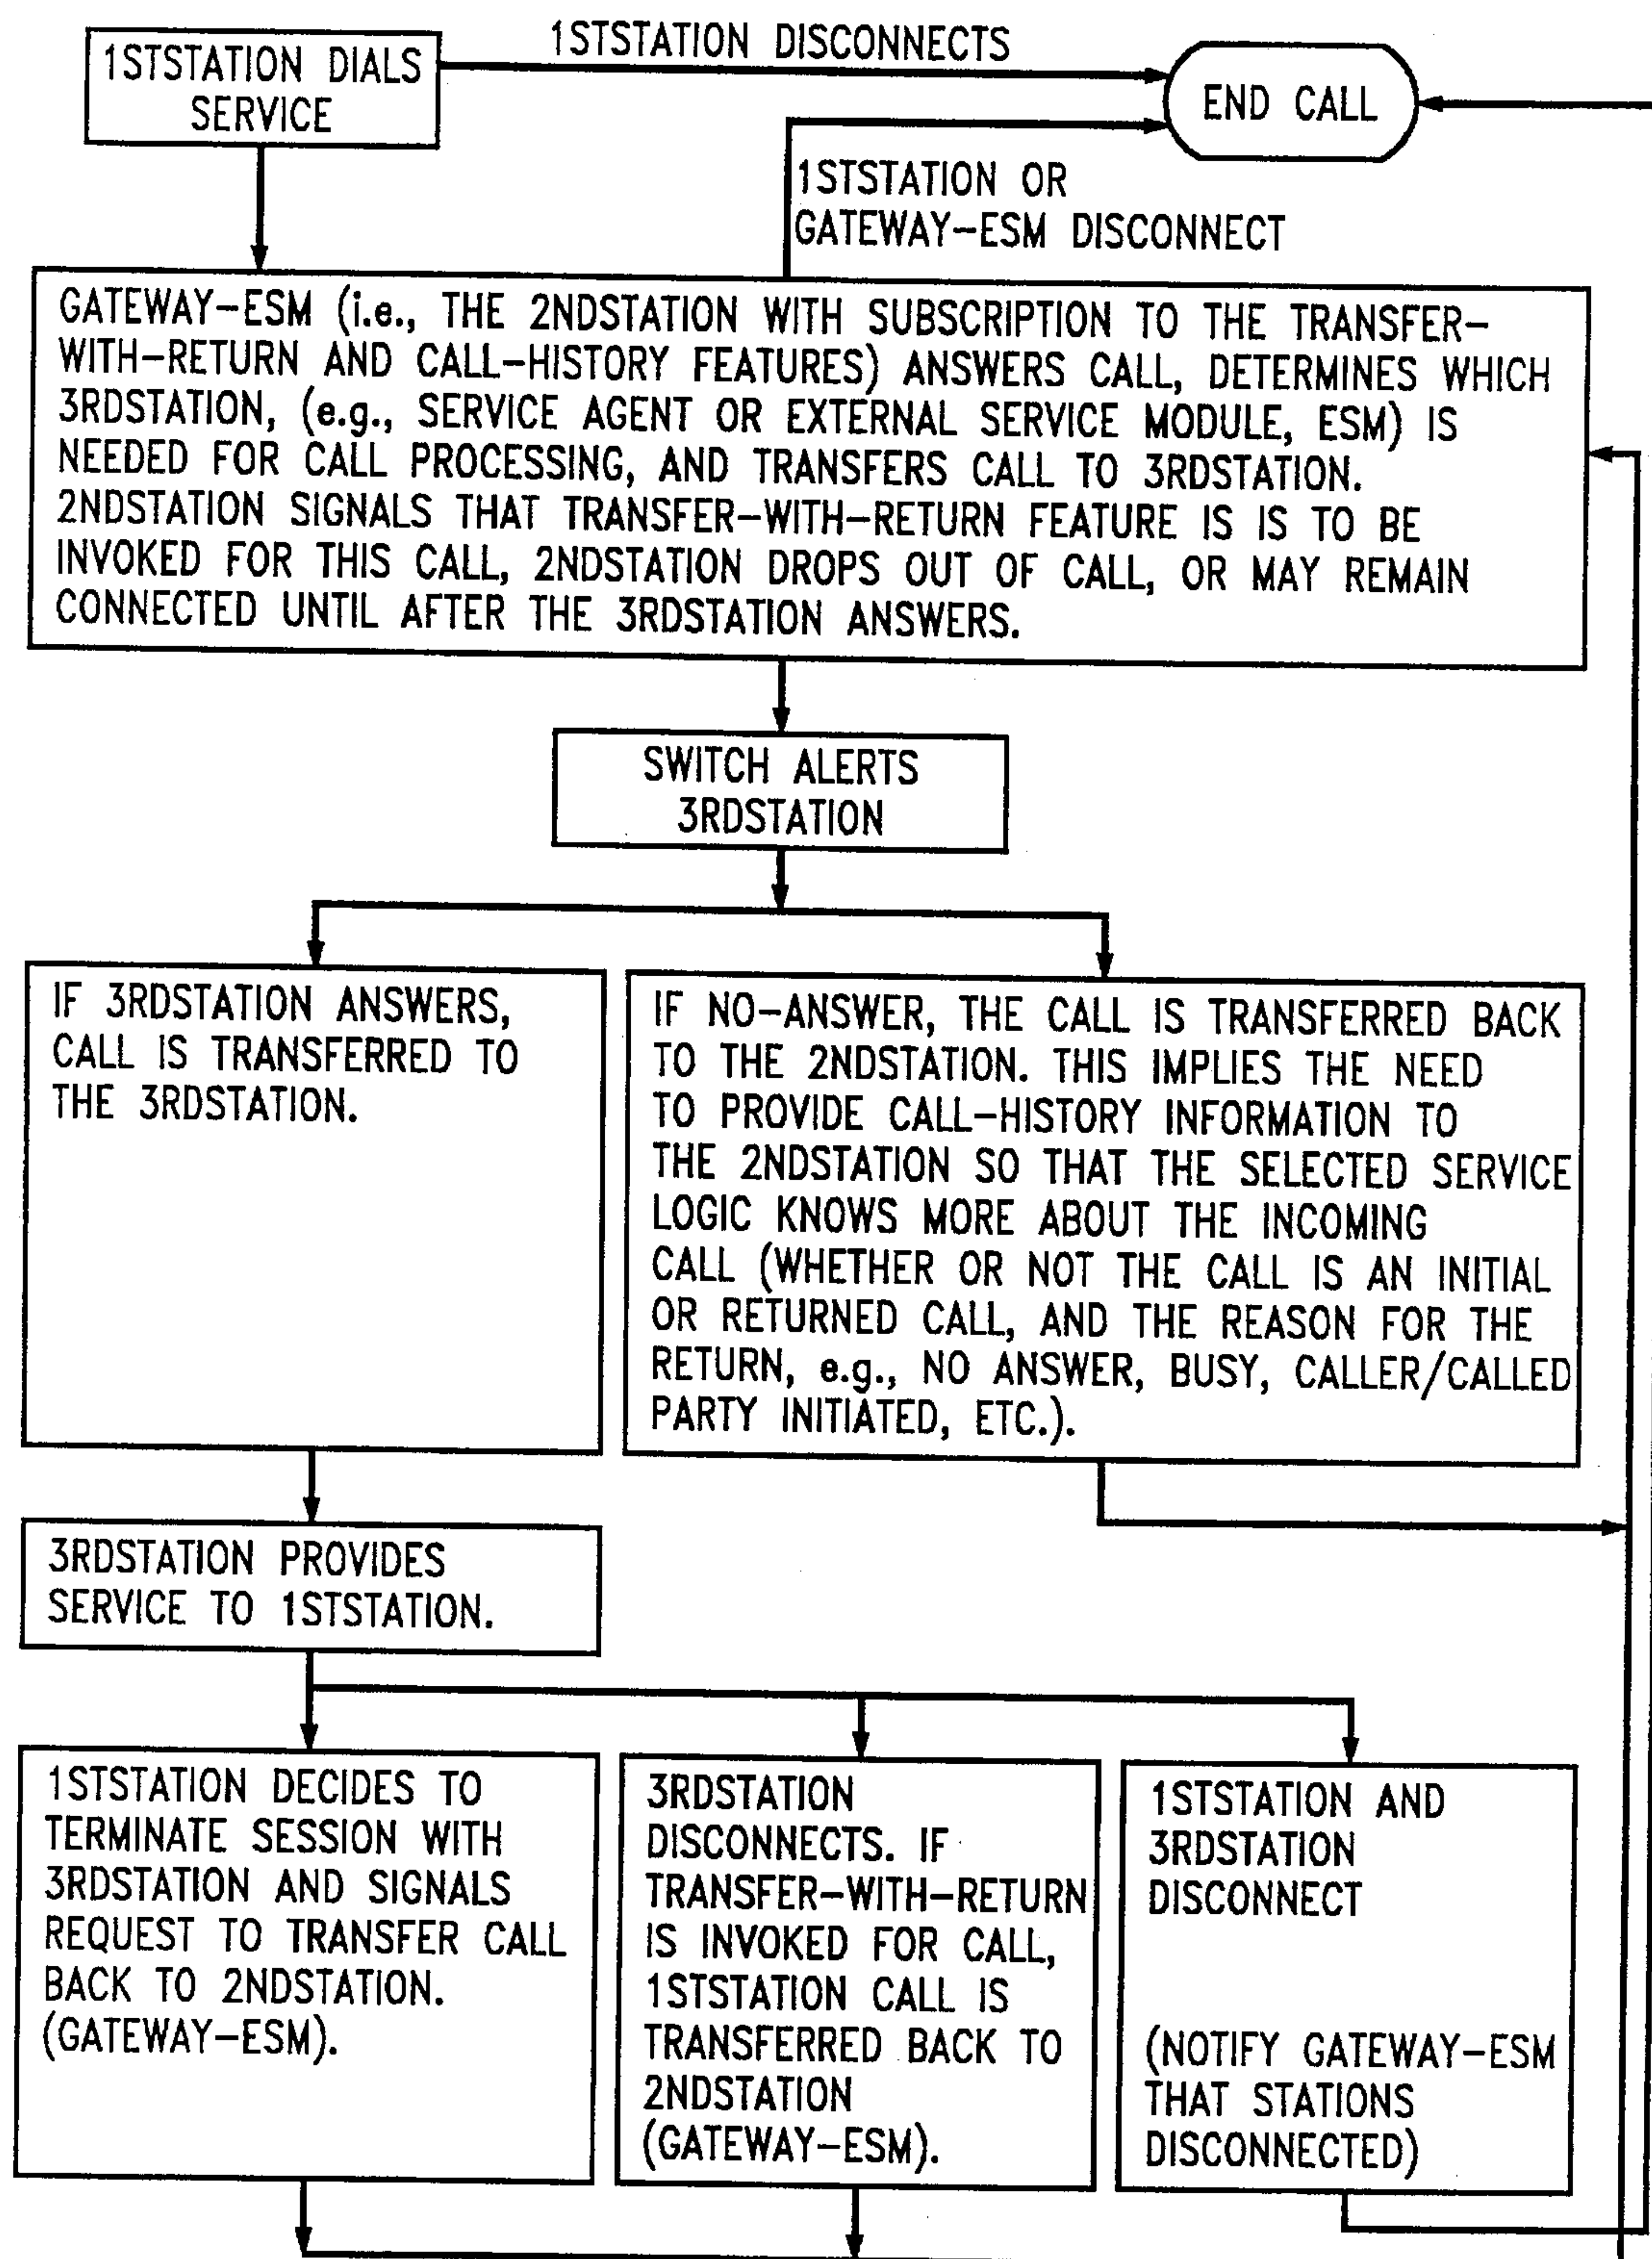 1STSTATION DIALS
SERVICE
1STSTATION DISCONNECTS
END CALL
1STSTATION OR
GATEWAY-ESM DISCONNECT
GATEWAY-ESM (i.e., THE 2NDSTATION WITH SUBSCRIPTION TO THE TRANSFER-
WITH-RETURN AND CALL-HISTORY FEATURES) ANSWERS CALL, DETERMINES WHICH
3RDSTATION, (e.g., SERVICE AGENT OR EXTERNAL SERVICE MODULE, ESM) IS
NEEDED FOR CALL PROCESSING, AND TRANSFERS CALL TO 3RDSTATION.
2NDSTATION SIGNALS THAT TRANSFER-WITH-RETURN FEATURE IS IS TO BE
INVOKED FOR THIS CALL, 2NDSTATION DROPS OUT OF CALL, OR MAY REMAIN
CONNECTED UNTIL AFTER THE 3RDSTATION ANSWERS.
SWITCH ALERTS
3RDSTATION
IF 3RDSTATION ANSWERS,
CALL IS TRANSFERRED TO
THE 3RDSTATION.
IF NO-ANSWER, THE CALL IS TRANSFERRED BACK
TO THE 2NDSTATION. THIS IMPLIES THE NEED
TO PROVIDE CALL-HISTORY INFORMATION TO
THE 2NDSTATION SO THAT THE SELECTED SERVICE
LOGIC KNOWS MORE ABOUT THE INCOMING
CALL (WHETHER OR NOT THE CALL IS AN INITIAL
OR RETURNED CALL, AND THE REASON FOR THE
RETURN, e.g., NO ANSWER, BUSY, CALLER/CALLED
PARTY INITIATED, ETC.).
3RDSTATION PROVIDES
SERVICE TO 1STSTATION.
1STSTATION DECIDES TO
TERMINATE SESSION WITH
3RDSTATION AND SIGNALS
REQUEST TO TRANSFER CALL
BACK TO 2NDSTATION.
(GATEWAY-ESM).
3RDSTATION
DISCONNECTS. IF
TRANSFER-WITH-RETURN
IS INVOKED FOR CALL,
1STSTATION CALL IS
TRANSFERRED BACK TO
2NDSTATION
(GATEWAY-ESM).
1STSTATION AND
3RDSTATION
DISCONNECT
(NOTIFY GATEWAY-ESM
THAT STATIONS
DISCONNECTED)